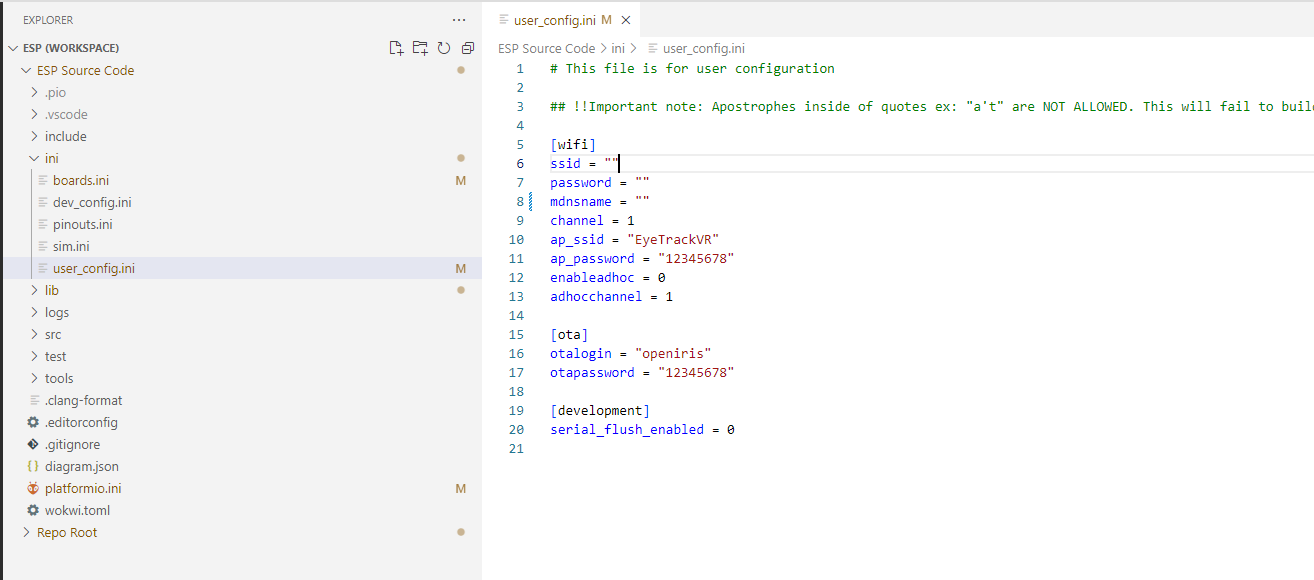 EXPLORER
ESP (WORKSPACE)
ESP Source Code
.pio
.vscode
include
ini
boards.ini M
dev_config.ini
pinouts.ini
sim.ini
user_config.ini M
lib
logs
src
test
tools
.clang-format
.editorconfig
.gitignore
diagram.json
platformio.ini M
wokwi.toml
Repo Root
user_config.ini M
ESP Source Code > ini > user_config.ini
1 # This file is for user configuration
2
3 ## !!Important note: Apostrophes inside of quotes ex: "a't" are NOT ALLOWED. This will fail to buil
4
5 [wifi]
6 ssid = ""
7 password = ""
8 mdnsname = ""
9 channel = 1
10 ap_ssid = "EyeTrackVR"
11 ap_password = "12345678"
12 enableadhoc = 0
13 adhocchannel = 1
14
15 [ota]
16 otalogin = "openiris"
17 otapassword = "12345678"
18
19 [development]
20 serial_flush_enabled = 0
21